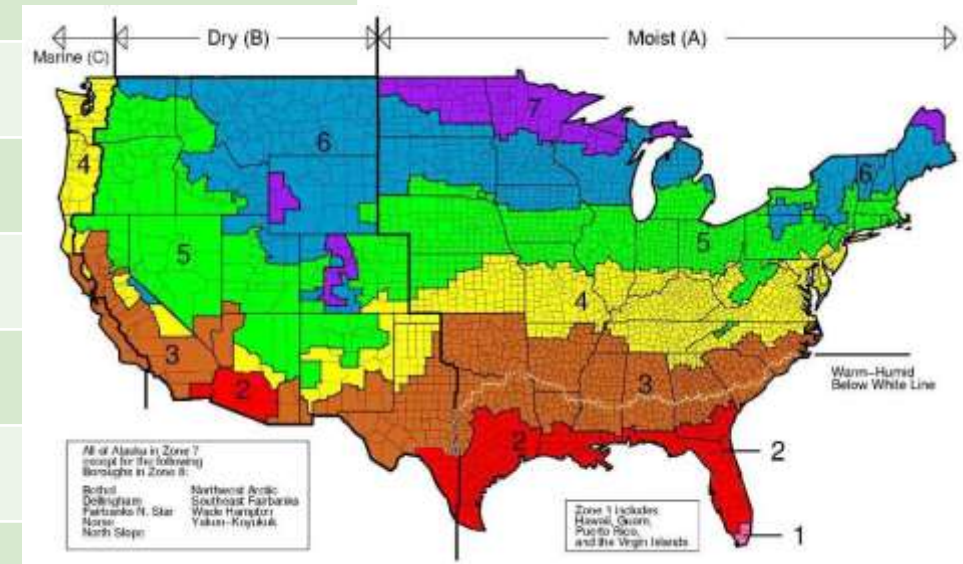 Marine (C)
Dry (B)
Moist (A)
7
6
6
4
5
5
4
3
3
2
2
Warm-Humid
Below White Line
2
1
All of Alaska in Zone 7
except for the following
Boroughs in Zone 8:
Bethel
Dellingham
Fairbanks N. Star
Nome
North Slope
Northwest Arctic
Southeast Fairbanks
Wade Hampton
Yukon-Koyukuk
Zone 1 includes
Hawaii, Guam,
Puerto Rico,
and the Virgin Islands